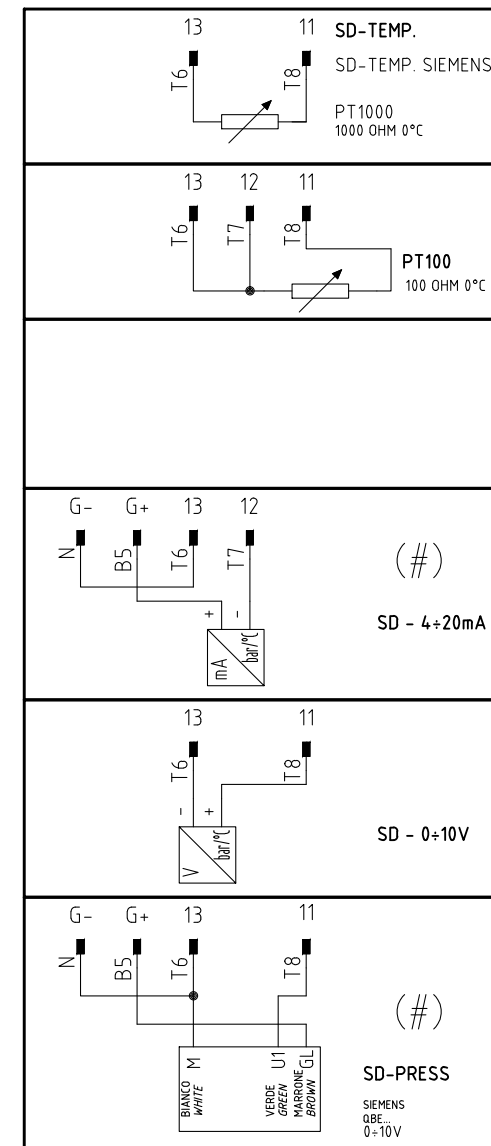 13 11 SD-TEMP.
T6 T8 SD-TEMP. SIEMENS
PT1000
1000 OHM 0°C
13 12 11
T6 T7 T8
PT100
100 OHM 0°C
G- G+ 13 12
N B5 T6 T7
(#)
+ -
SD - 4÷20mA
mA bar/°C
13 11
T6 T8
- +
SD - 0÷10V
V bar/°C
G- G+ 13 11
N B5 T6 T8
(#)
M U1 GL
BIANCO
WHITE
VERDE
GREEN
MARRONE
BROWN
SD-PRESS
SIEMENS
QBE...
0÷10V